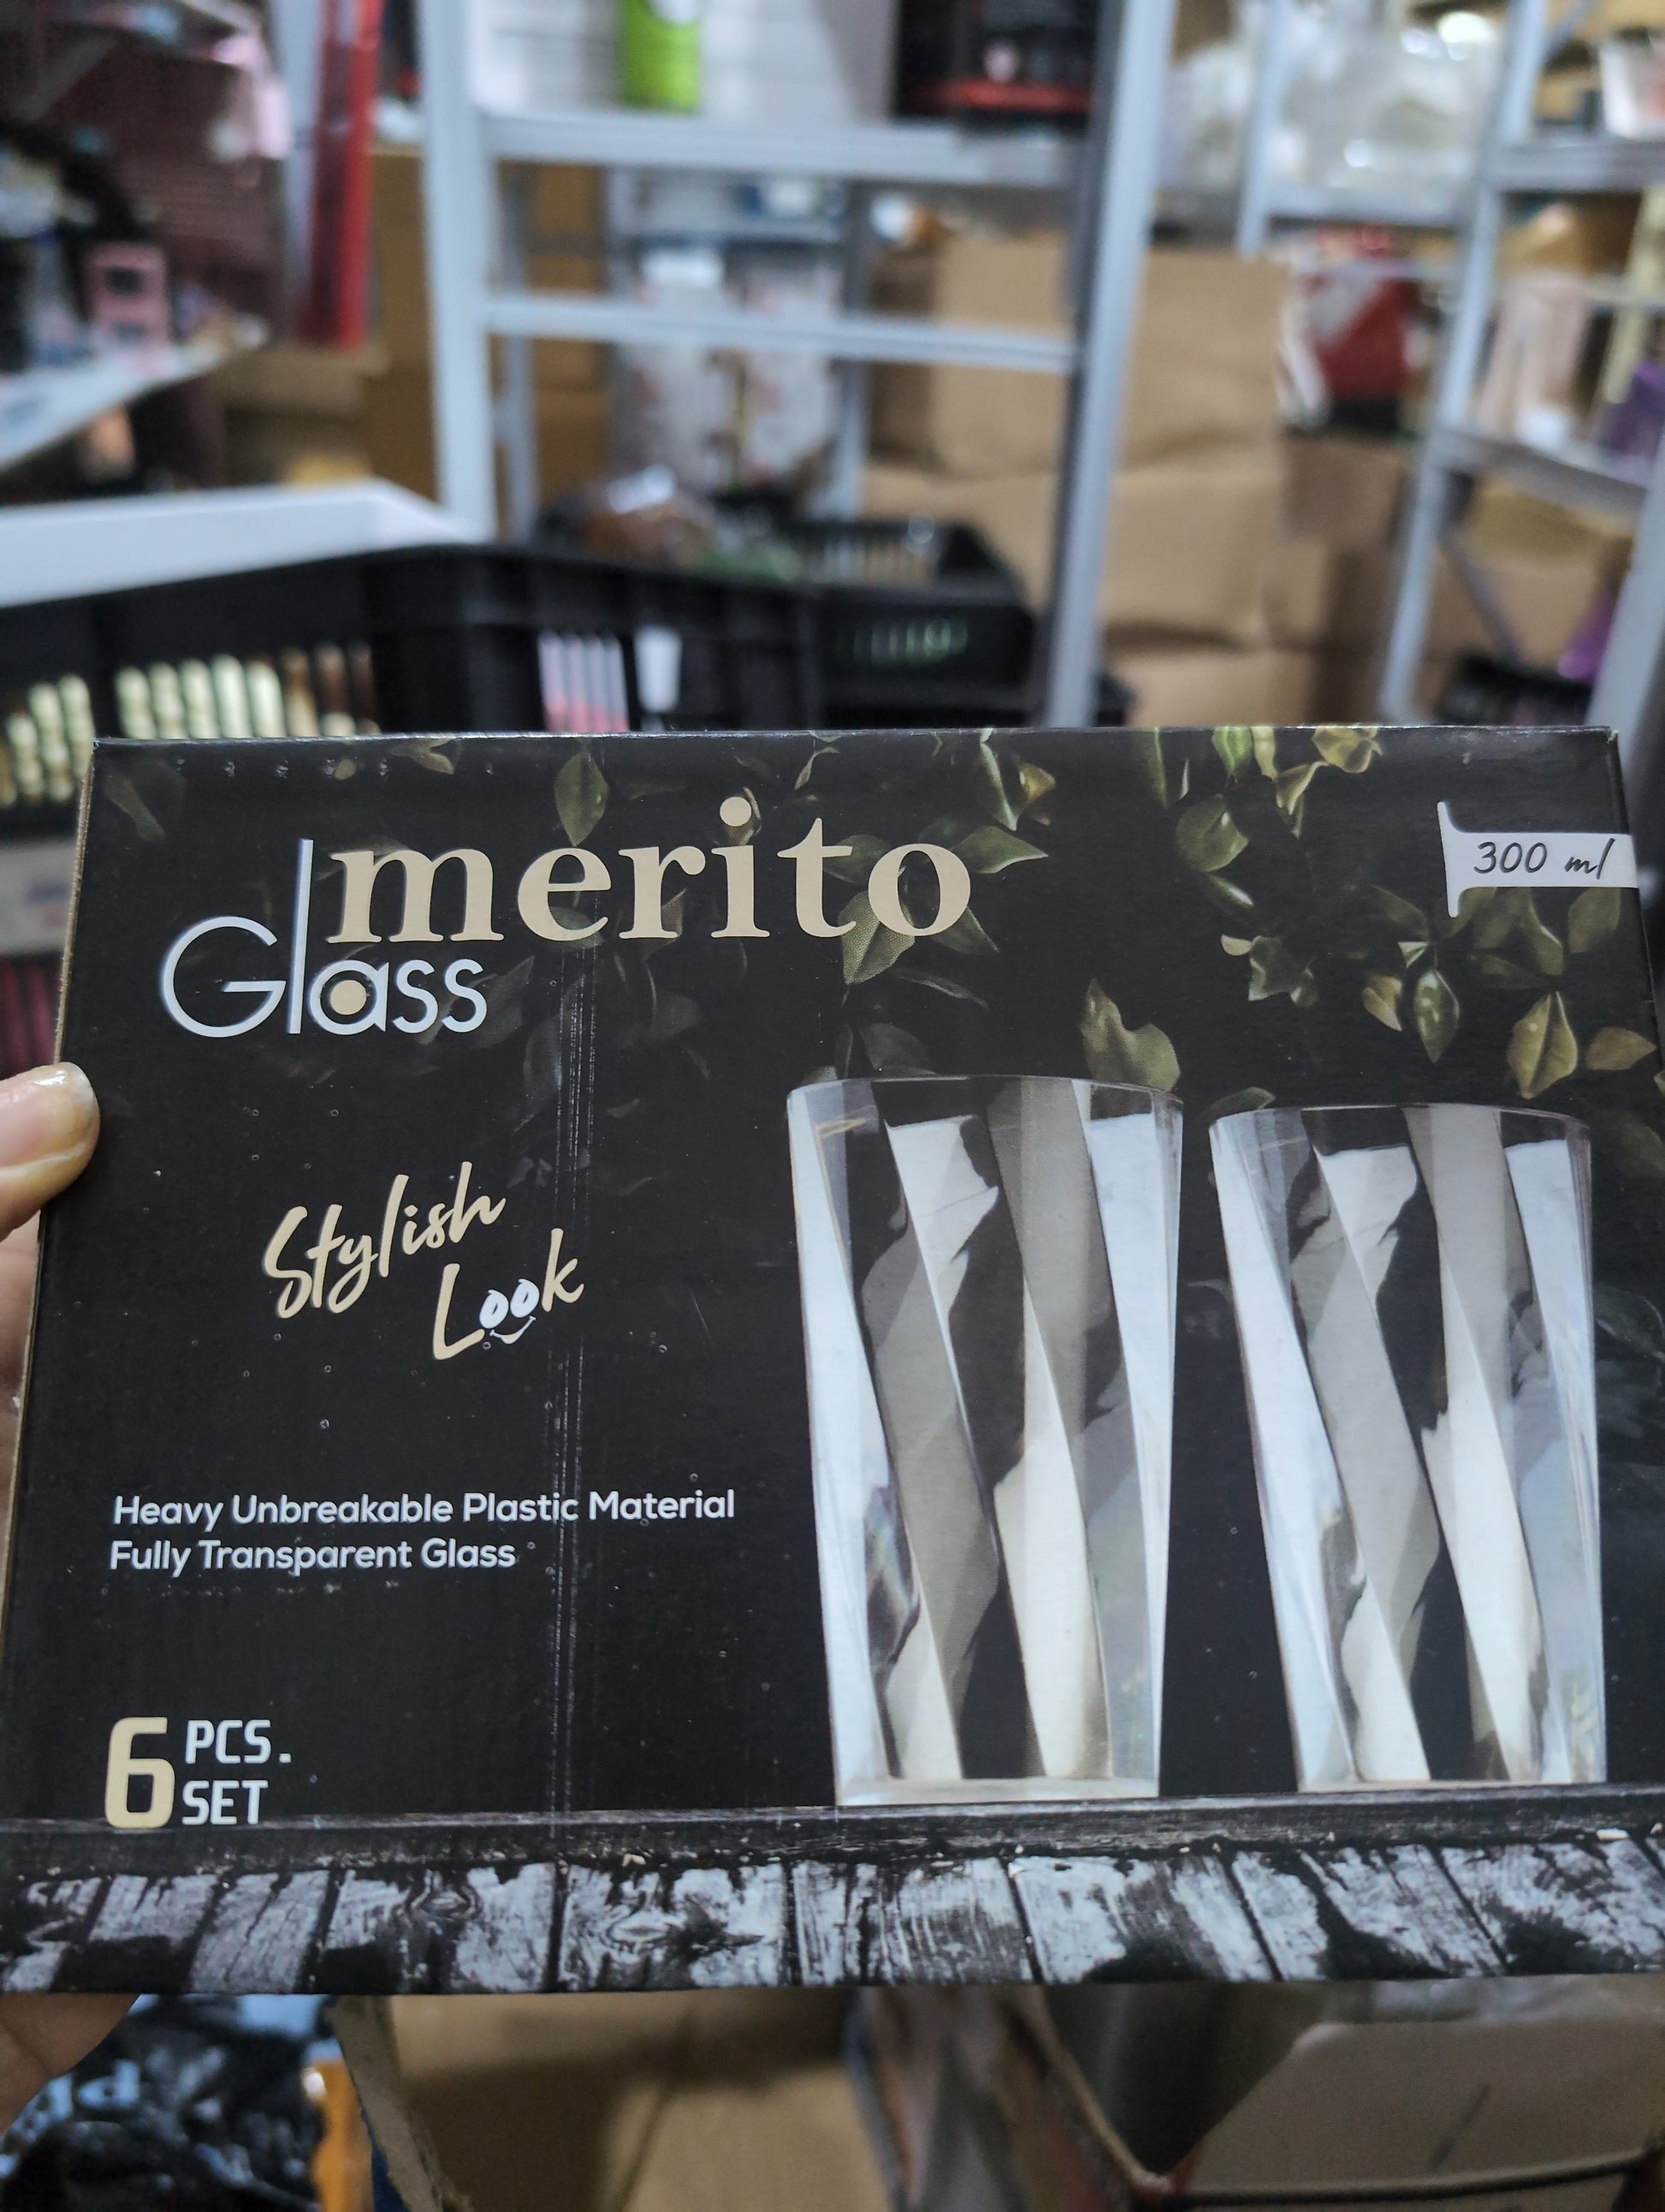 merito
Glass
300 ml
Stylish
Look
Heavy Unbreakable Plastic Material
Fully Transparent Glass
6 PCS.
SET